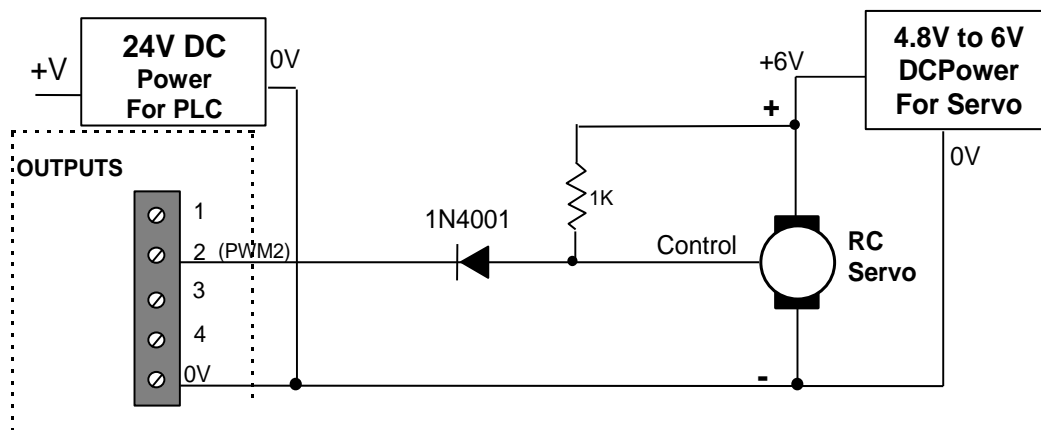 24V DC
Power
For PLC
+V
0V
4.8V to 6V
DCPower
For Servo
+6V
0V
+
OUTPUTS
1K
1N4001
1
2 (PWM2)
Control
RC
Servo
3
4
0V
-